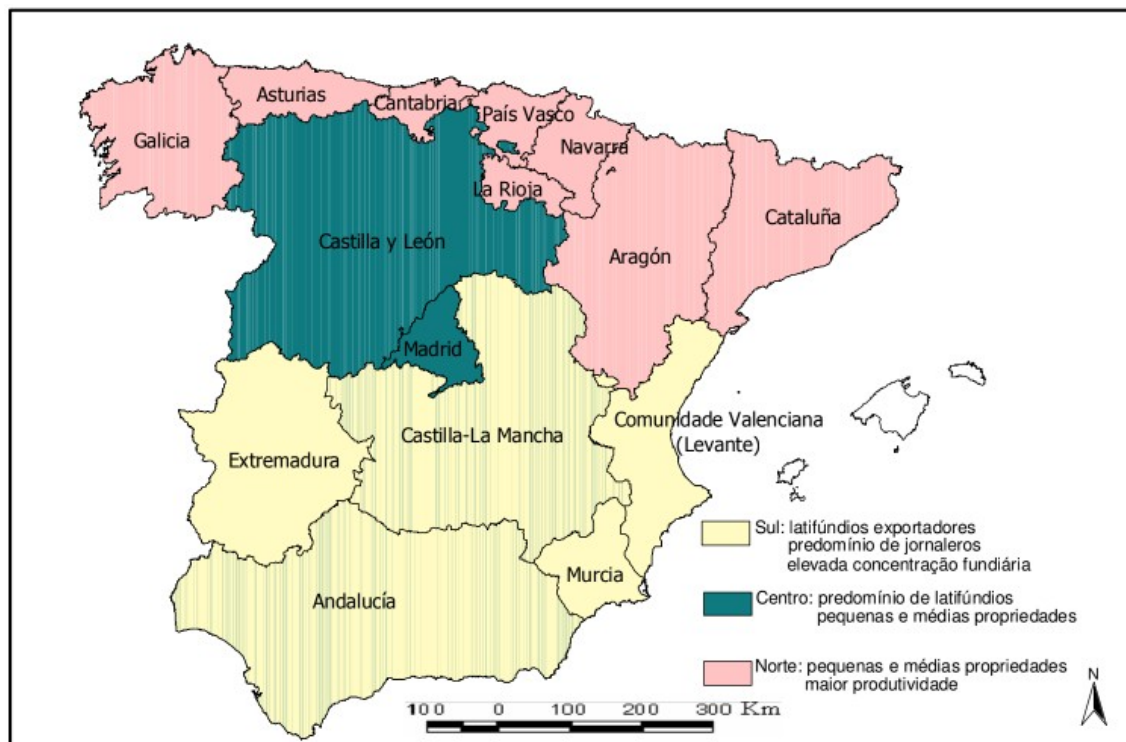 Asturias
Cantabria
País Vasco
Galicia
Navarra
La Rioja
Cataluña
Castilla y León
Aragón
Madrid
Comunidade Valenciana
(Levante)
Castilla-La Mancha
Extremadura
Sul: latifúndios exportadores
predomínio de jornaleros
elevada concentração fundiária
Murcia
Andalucía
Centro: predomínio de latifúndios
pequenas e médias propriedades
Norte: pequenas e médias propriedades
maior produtividade
N
100 0 100 200 300 Km